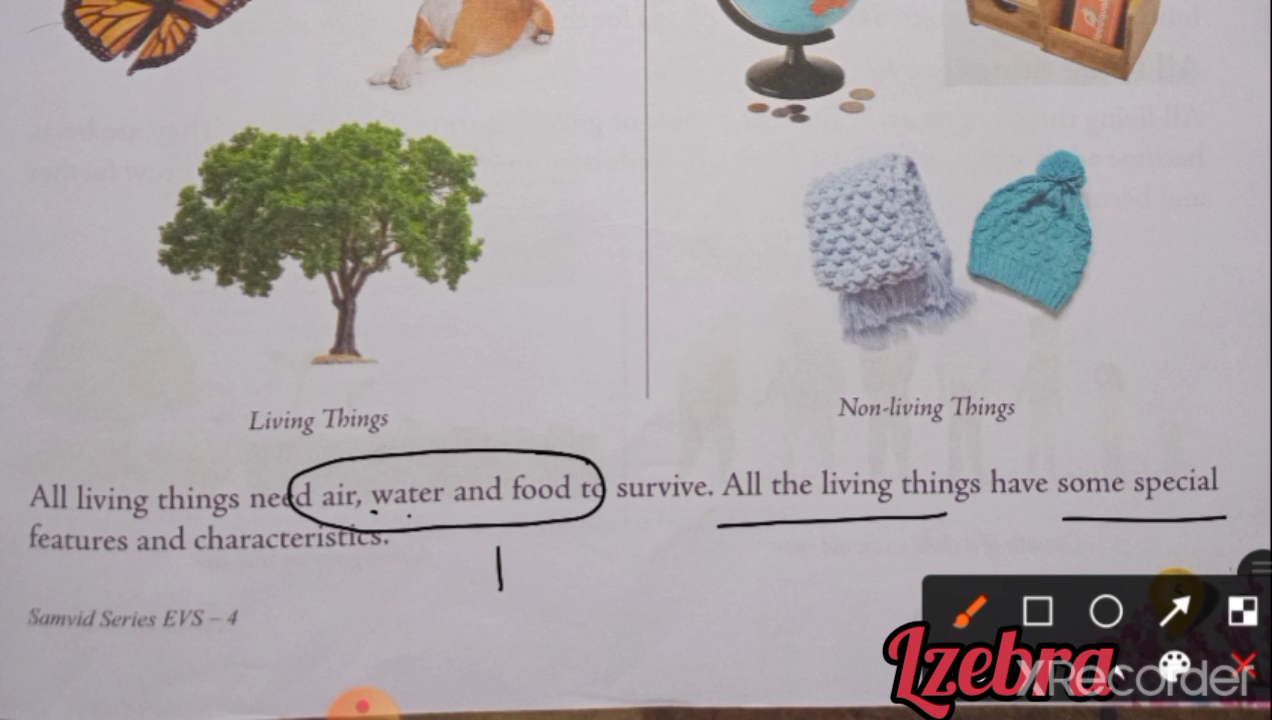 Living Things
Non-living Things
All living things need air, water and food to survive. All the living things have some special
features and characteristics.
Samvid Series EVS – 4
Lzebra
XRecorder